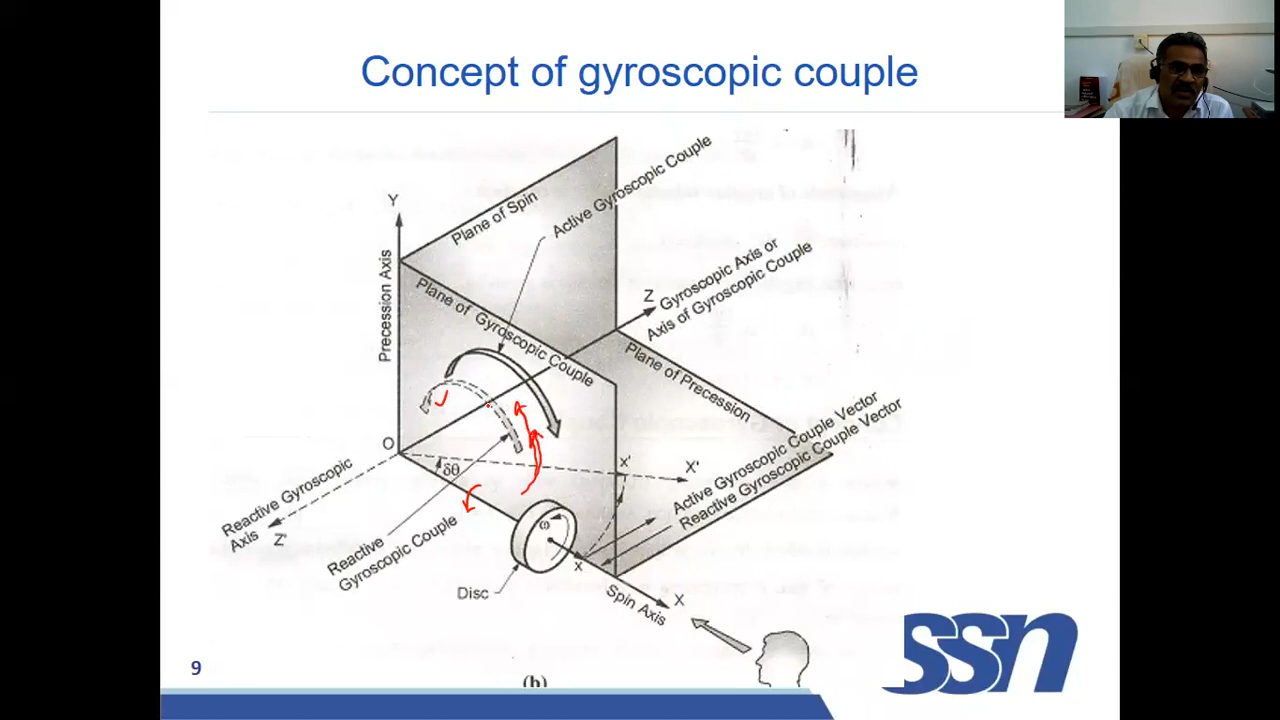 Concept of gyroscopic couple
Y
Precession Axis
Plane of Spin
Active Gyroscopic Couple
Plane of Gyroscopic Couple
Z
Gyroscopic Axis or
Axis of Gyroscopic Couple
Plane of Precession
O
δθ
x'
X'
Active Gyroscopic Couple Vector
Reactive Gyroscopic Couple Vector
Reactive Gyroscopic
Axis
Z'
Reactive
Gyroscopic Couple
ω
x
Disc
Spin Axis
X
(b)
9
ssn